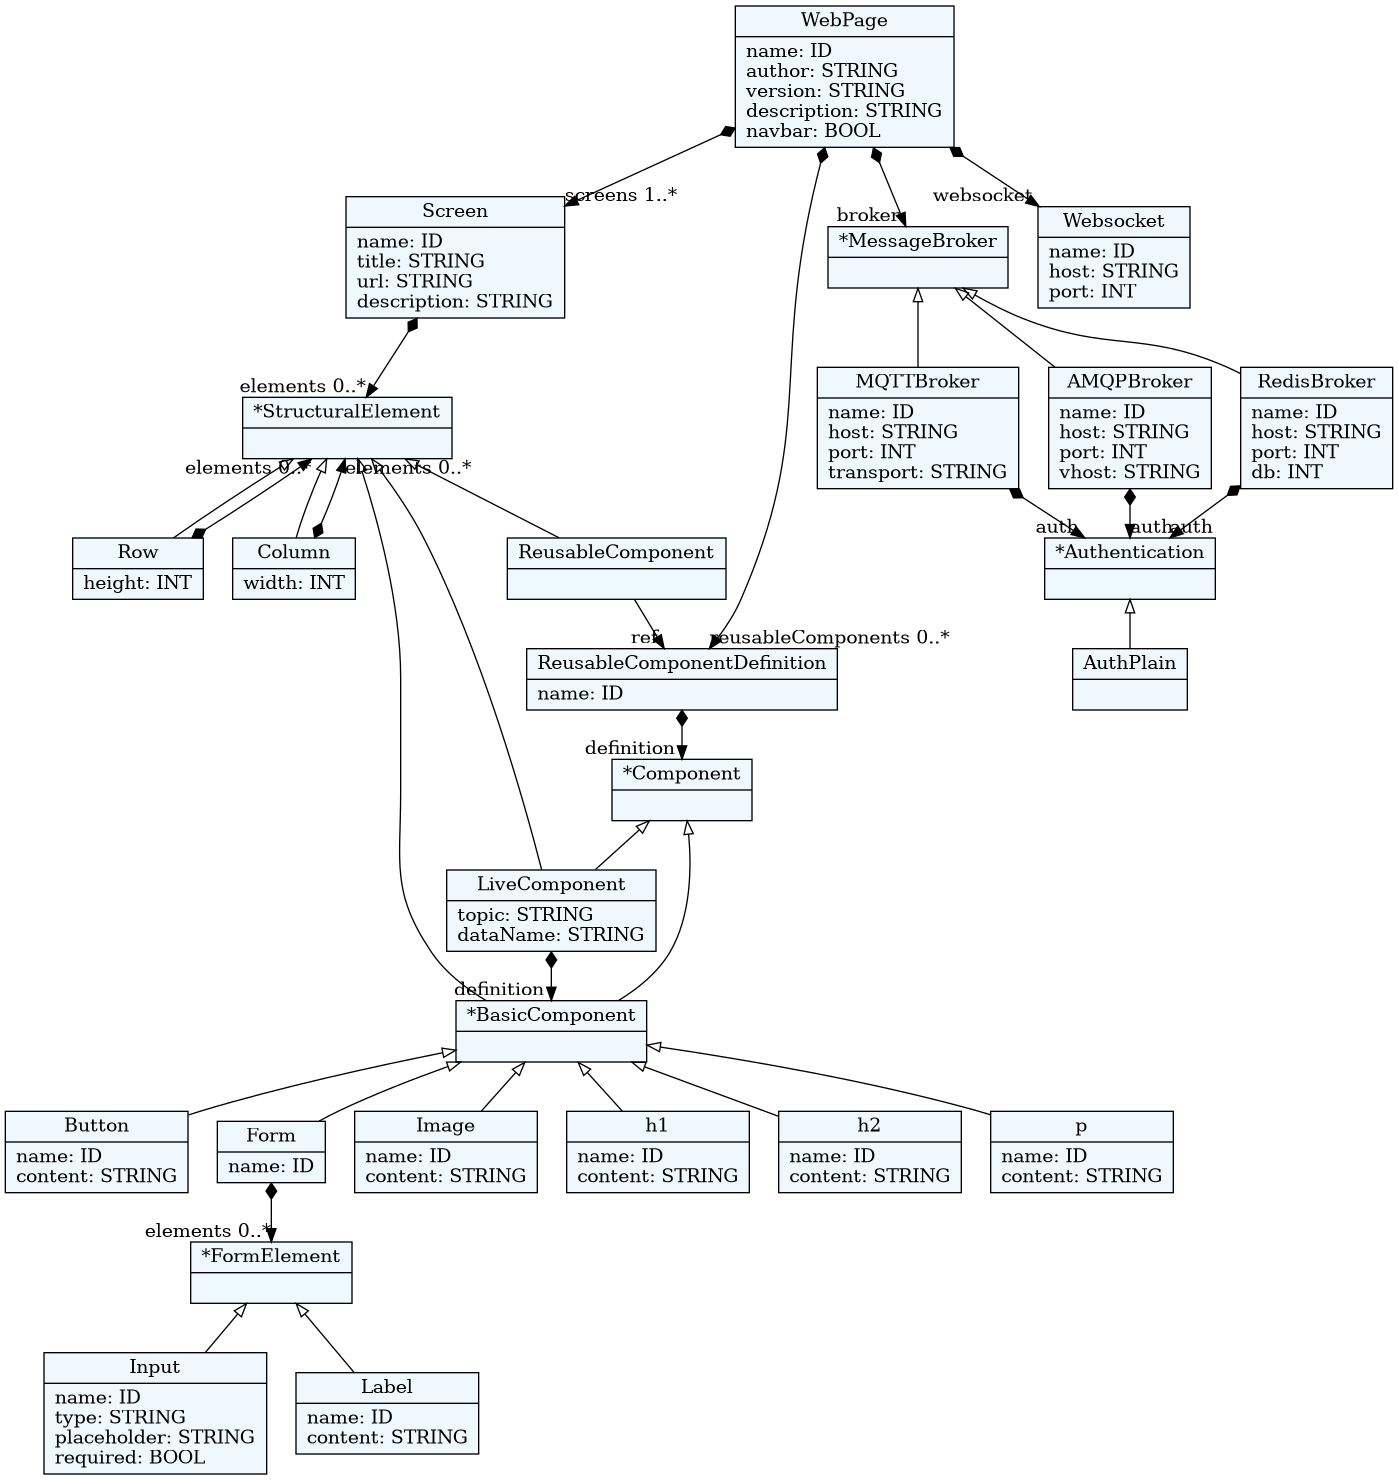 WebPage
name: ID
author: STRING
version: STRING
description: STRING
navbar: BOOL
screens 1..*
broker
websocket
Screen
name: ID
title: STRING
url: STRING
description: STRING
*MessageBroker
Websocket
name: ID
host: STRING
port: INT
elements 0..*
*StructuralElement
MQTTBroker
name: ID
host: STRING
port: INT
transport: STRING
AMQPBroker
name: ID
host: STRING
port: INT
vhost: STRING
RedisBroker
name: ID
host: STRING
port: INT
db: INT
elements 0..*
elements 0..*
auth
auth
auth
Row
height: INT
Column
width: INT
ReusableComponent
*Authentication
ref
reusableComponents 0..*
ReusableComponentDefinition
name: ID
AuthPlain
definition
*Component
LiveComponent
topic: STRING
dataName: STRING
definition
*BasicComponent
Button
name: ID
content: STRING
Form
name: ID
Image
name: ID
content: STRING
h1
name: ID
content: STRING
h2
name: ID
content: STRING
p
name: ID
content: STRING
elements 0..*
*FormElement
Input
name: ID
type: STRING
placeholder: STRING
required: BOOL
Label
name: ID
content: STRING